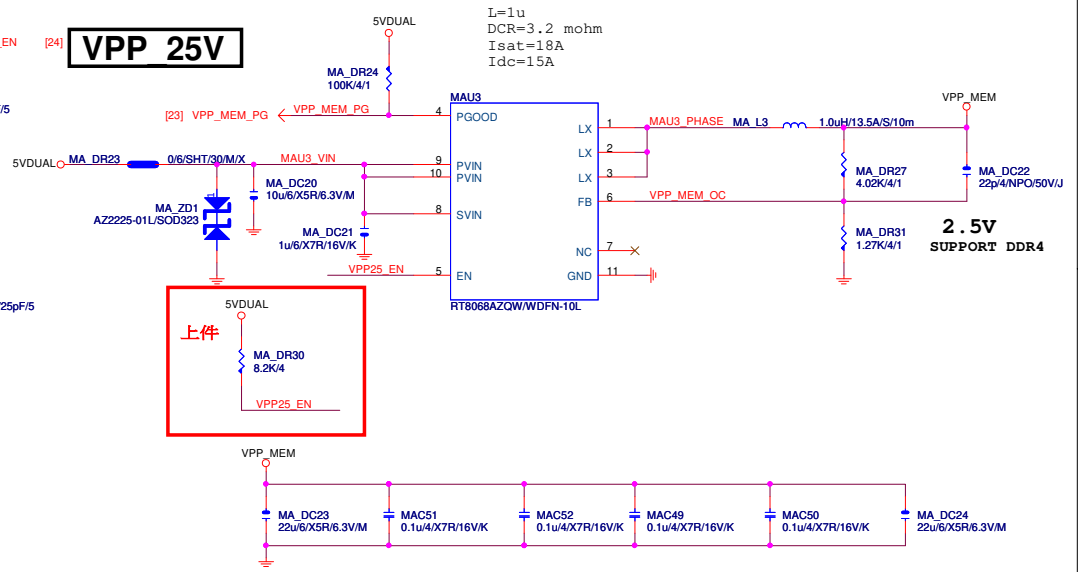 L=1u
DCR=3.2 mohm
Isat=18A
Idc=15A
_EN [24]
VPP_25V
5VDUAL
MA_DR24
100K/4/1
/5
[23] VPP_MEM_PG
VPP_MEM_PG
MAU3
4 PGOOD
LX 1
LX 2
LX 3
FB 6
NC 7
GND 11
9 PVIN
10 PVIN
8 SVIN
5 EN
RT8068AZQW/WDFN-10L
MAU3_PHASE
MA_L3
1.0uH/13.5A/S/10m
VPP_MEM
MA_DR27
4.02K/4/1
MA_DC22
22p/4/NPO/50V/J
VPP_MEM_OC
MA_DR31
1.27K/4/1
2.5V
SUPPORT DDR4
5VDUAL
MA_DR23
0/6/SHT/30/M/X
MAU3_VIN
MA_ZD1
AZ2225-01L/SOD323
1
MA_DC20
10u/6/X5R/6.3V/M
MA_DC21
1u/6/X7R/16V/K
VPP25_EN
/25pF/5
5VDUAL
上件
MA_DR30
8.2K/4
VPP25_EN
VPP_MEM
MA_DC23
22u/6/X5R/6.3V/M
MAC51
0.1u/4/X7R/16V/K
MAC52
0.1u/4/X7R/16V/K
MAC49
0.1u/4/X7R/16V/K
MAC50
0.1u/4/X7R/16V/K
MA_DC24
22u/6/X5R/6.3V/M